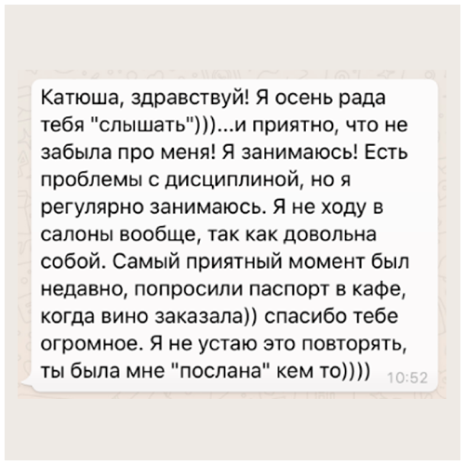 Катюша, здравствуй! Я осень рада
тебя "слышать")))...и приятно, что не
забыла про меня! Я занимаюсь! Есть
проблемы с дисциплиной, но я
регулярно занимаюсь. Я не ходу в
салоны вообще, так как довольна
собой. Самый приятный момент был
недавно, попросили паспорт в кафе,
когда вино заказала)) спасибо тебе
огромное. Я не устаю это повторять,
ты была мне "послана" кем то))))
10:52